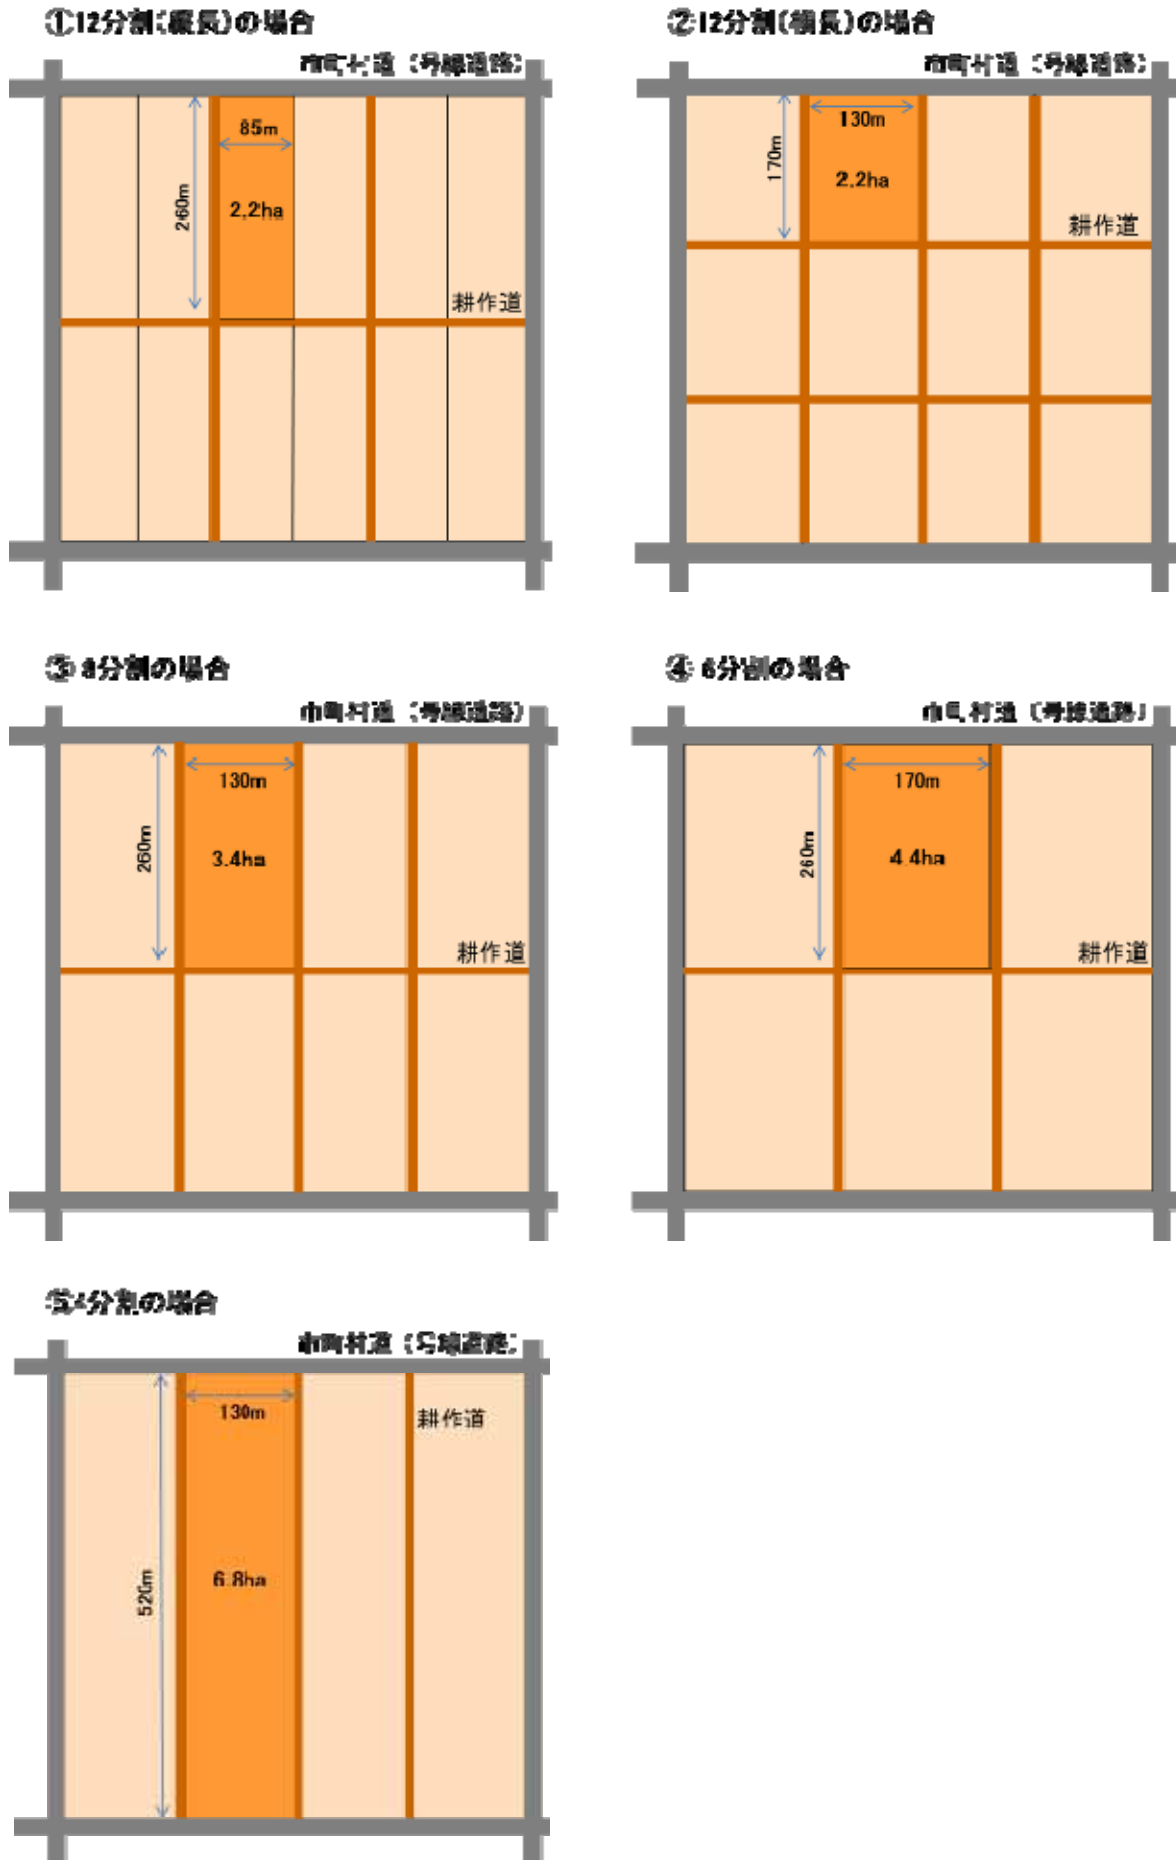 ①12分割(縦長)の場合
市町村道（号線道路）
85m
260m
2.2ha
耕作道
②12分割(横長)の場合
市町村道（号線道路）
130m
170m
2.2ha
耕作道
③ 8分割の場合
市町村道（号線道路）
130m
260m
3.4ha
耕作道
④ 6分割の場合
市町村道（号線道路）
170m
260m
4.4ha
耕作道
⑤4分割の場合
市町村道（号線道路）
130m
耕作道
520m
6.8ha